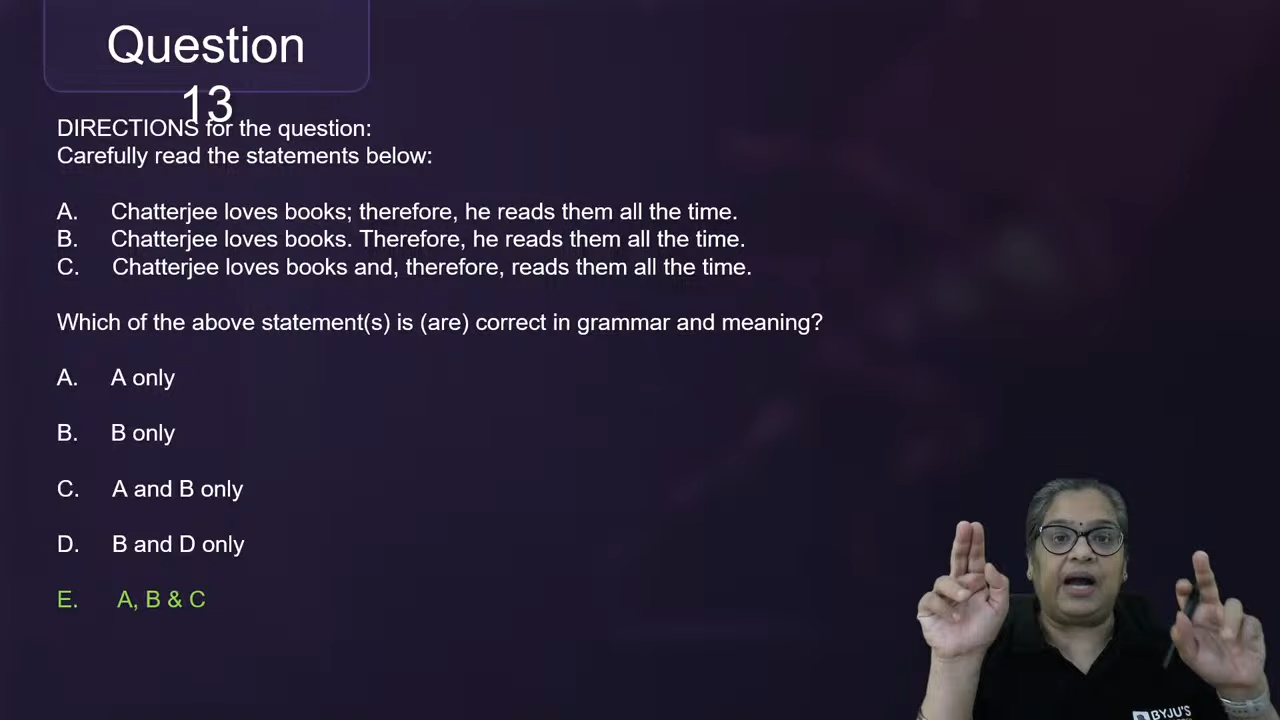 Question
13
DIRECTIONS for the question:
Carefully read the statements below:
A. Chatterjee loves books; therefore, he reads them all the time.
B. Chatterjee loves books. Therefore, he reads them all the time.
C. Chatterjee loves books and, therefore, reads them all the time.
Which of the above statement(s) is (are) correct in grammar and meaning?
A. A only
B. B only
C. A and B only
D. B and D only
E. A, B & C
BYJU'S